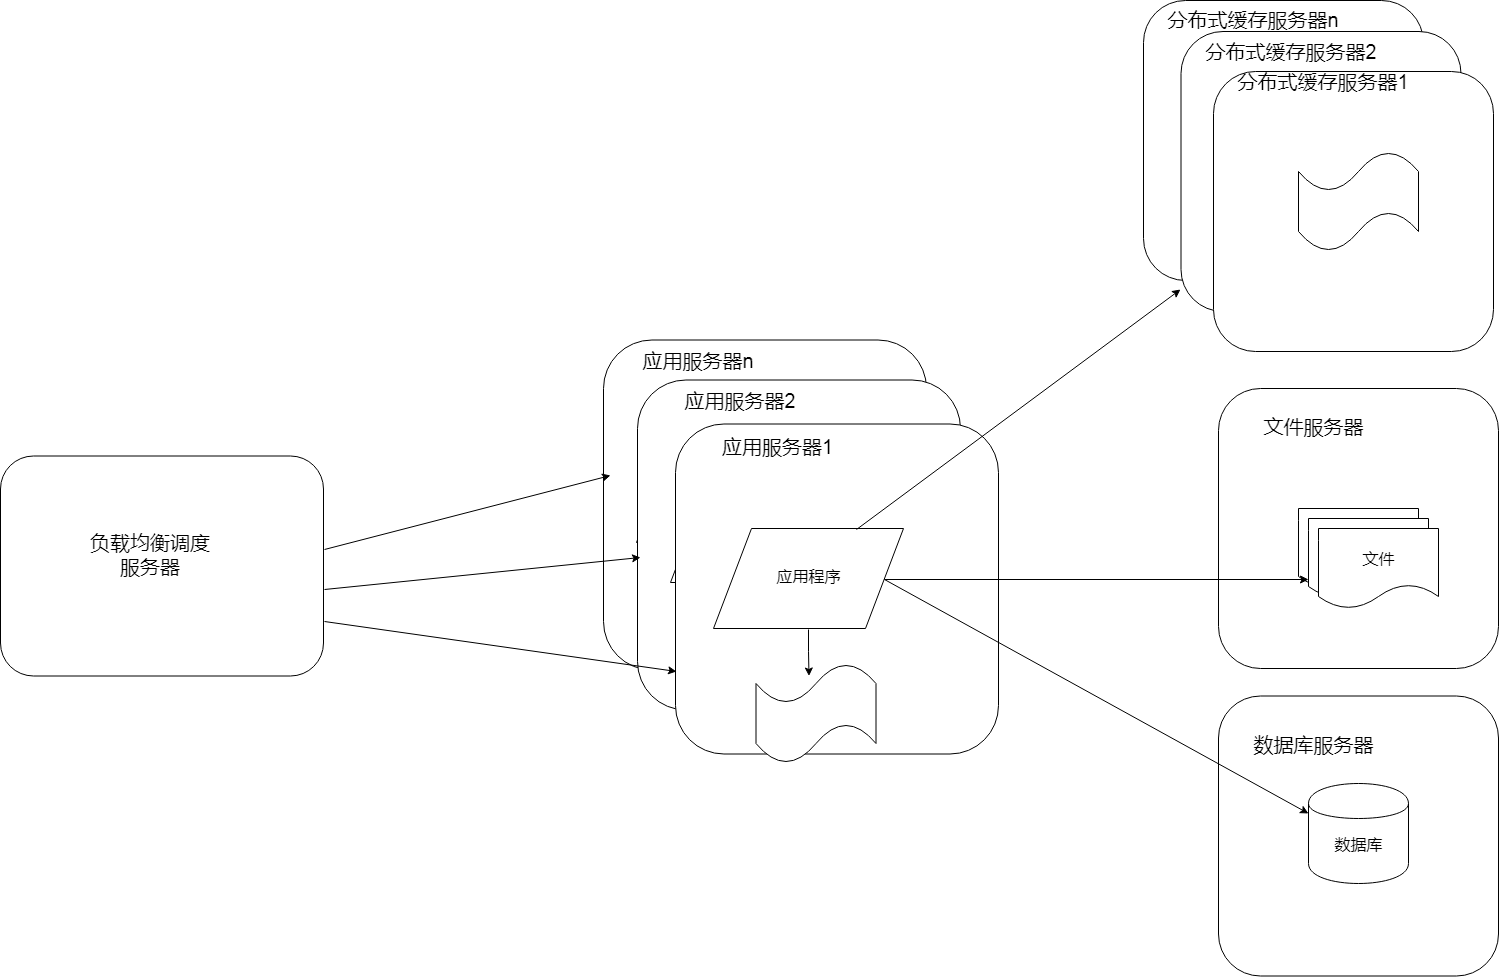 分布式缓存服务器n
分布式缓存服务器2
分布式缓存服务器1
应用服务器n
应用服务器2
应用服务器1
文件服务器
负载均衡调度
服务器
应用程序
文件
数据库服务器
数据库